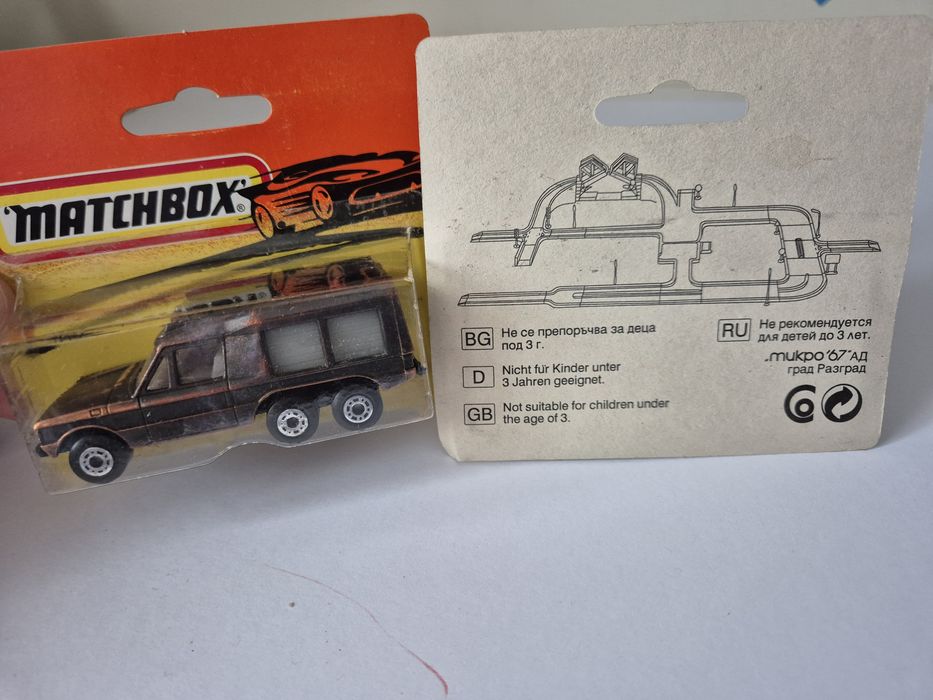 'MATCHBOX'®
BG Не се препоръчва за деца
под 3 г.
D Nicht für Kinder unter
3 Jahren geeignet.
GB Not suitable for children under
the age of 3.
RU Не рекомендуется
для детей до 3 лет.
„микро'67" АД
град Разград